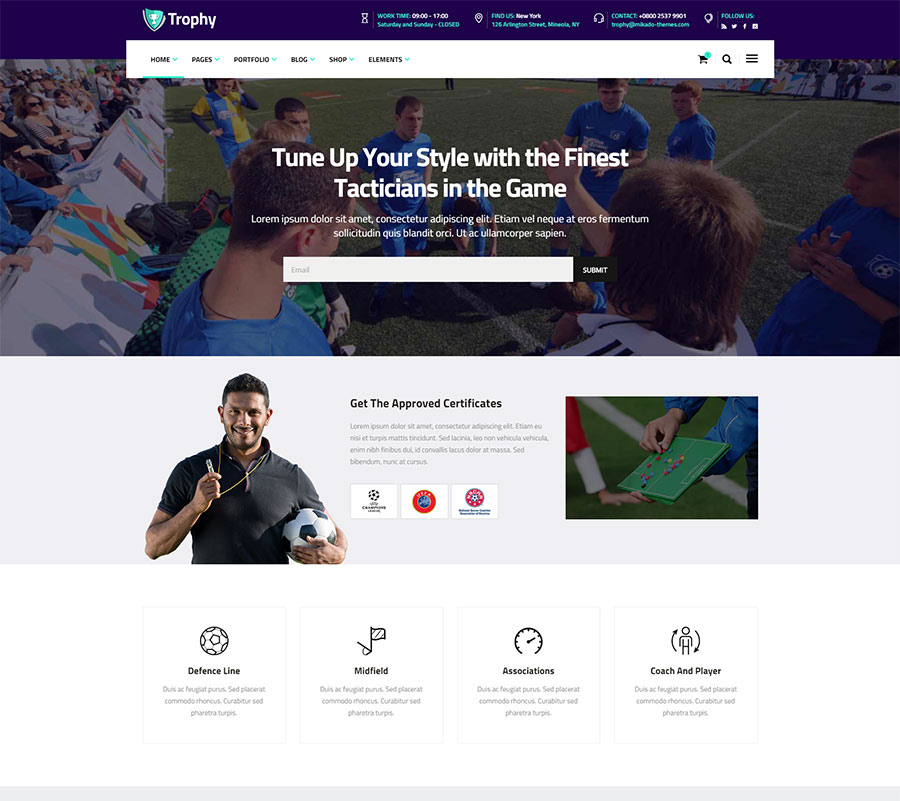 Trophy
WORK TIME: 09:00 - 17:00
Saturday and Sunday - CLOSED
FIND US: New York
126 Arlington Street, Mineola, NY
CONTACT: +0800 2537 9901
trophy@mikado-themes.com
FOLLOW US:
HOME PAGES PORTFOLIO BLOG SHOP ELEMENTS
Tune Up Your Style with the Finest
Tacticians in the Game
Lorem ipsum dolor sit amet, consectetur adipiscing elit. Etiam vel neque at eros fermentum
sollicitudin quis blandit orci. Ut ac ullamcorper sapien.
Email SUBMIT
Get The Approved Certificates
Lorem ipsum dolor sit amet, consectetur adipiscing elit. Etiam eu
nisi et turpis mattis tincidunt. Sed lacinia, leo non vehicula vehicula,
enim nibh finibus dui, id convallis lacus dolor at massa. Sed
bibendum, nunc at cursus.
CHAMPIONS
LEAGUE
UEFA
Defence Line
Duis ac feugiat purus. Sed placerat
commodo rhoncus. Curabitur sed
pharetra turpis.
Midfield
Duis ac feugiat purus. Sed placerat
commodo rhoncus. Curabitur sed
pharetra turpis.
Associations
Duis ac feugiat purus. Sed placerat
commodo rhoncus. Curabitur sed
pharetra turpis.
Coach And Player
Duis ac feugiat purus. Sed placerat
commodo rhoncus. Curabitur sed
pharetra turpis.